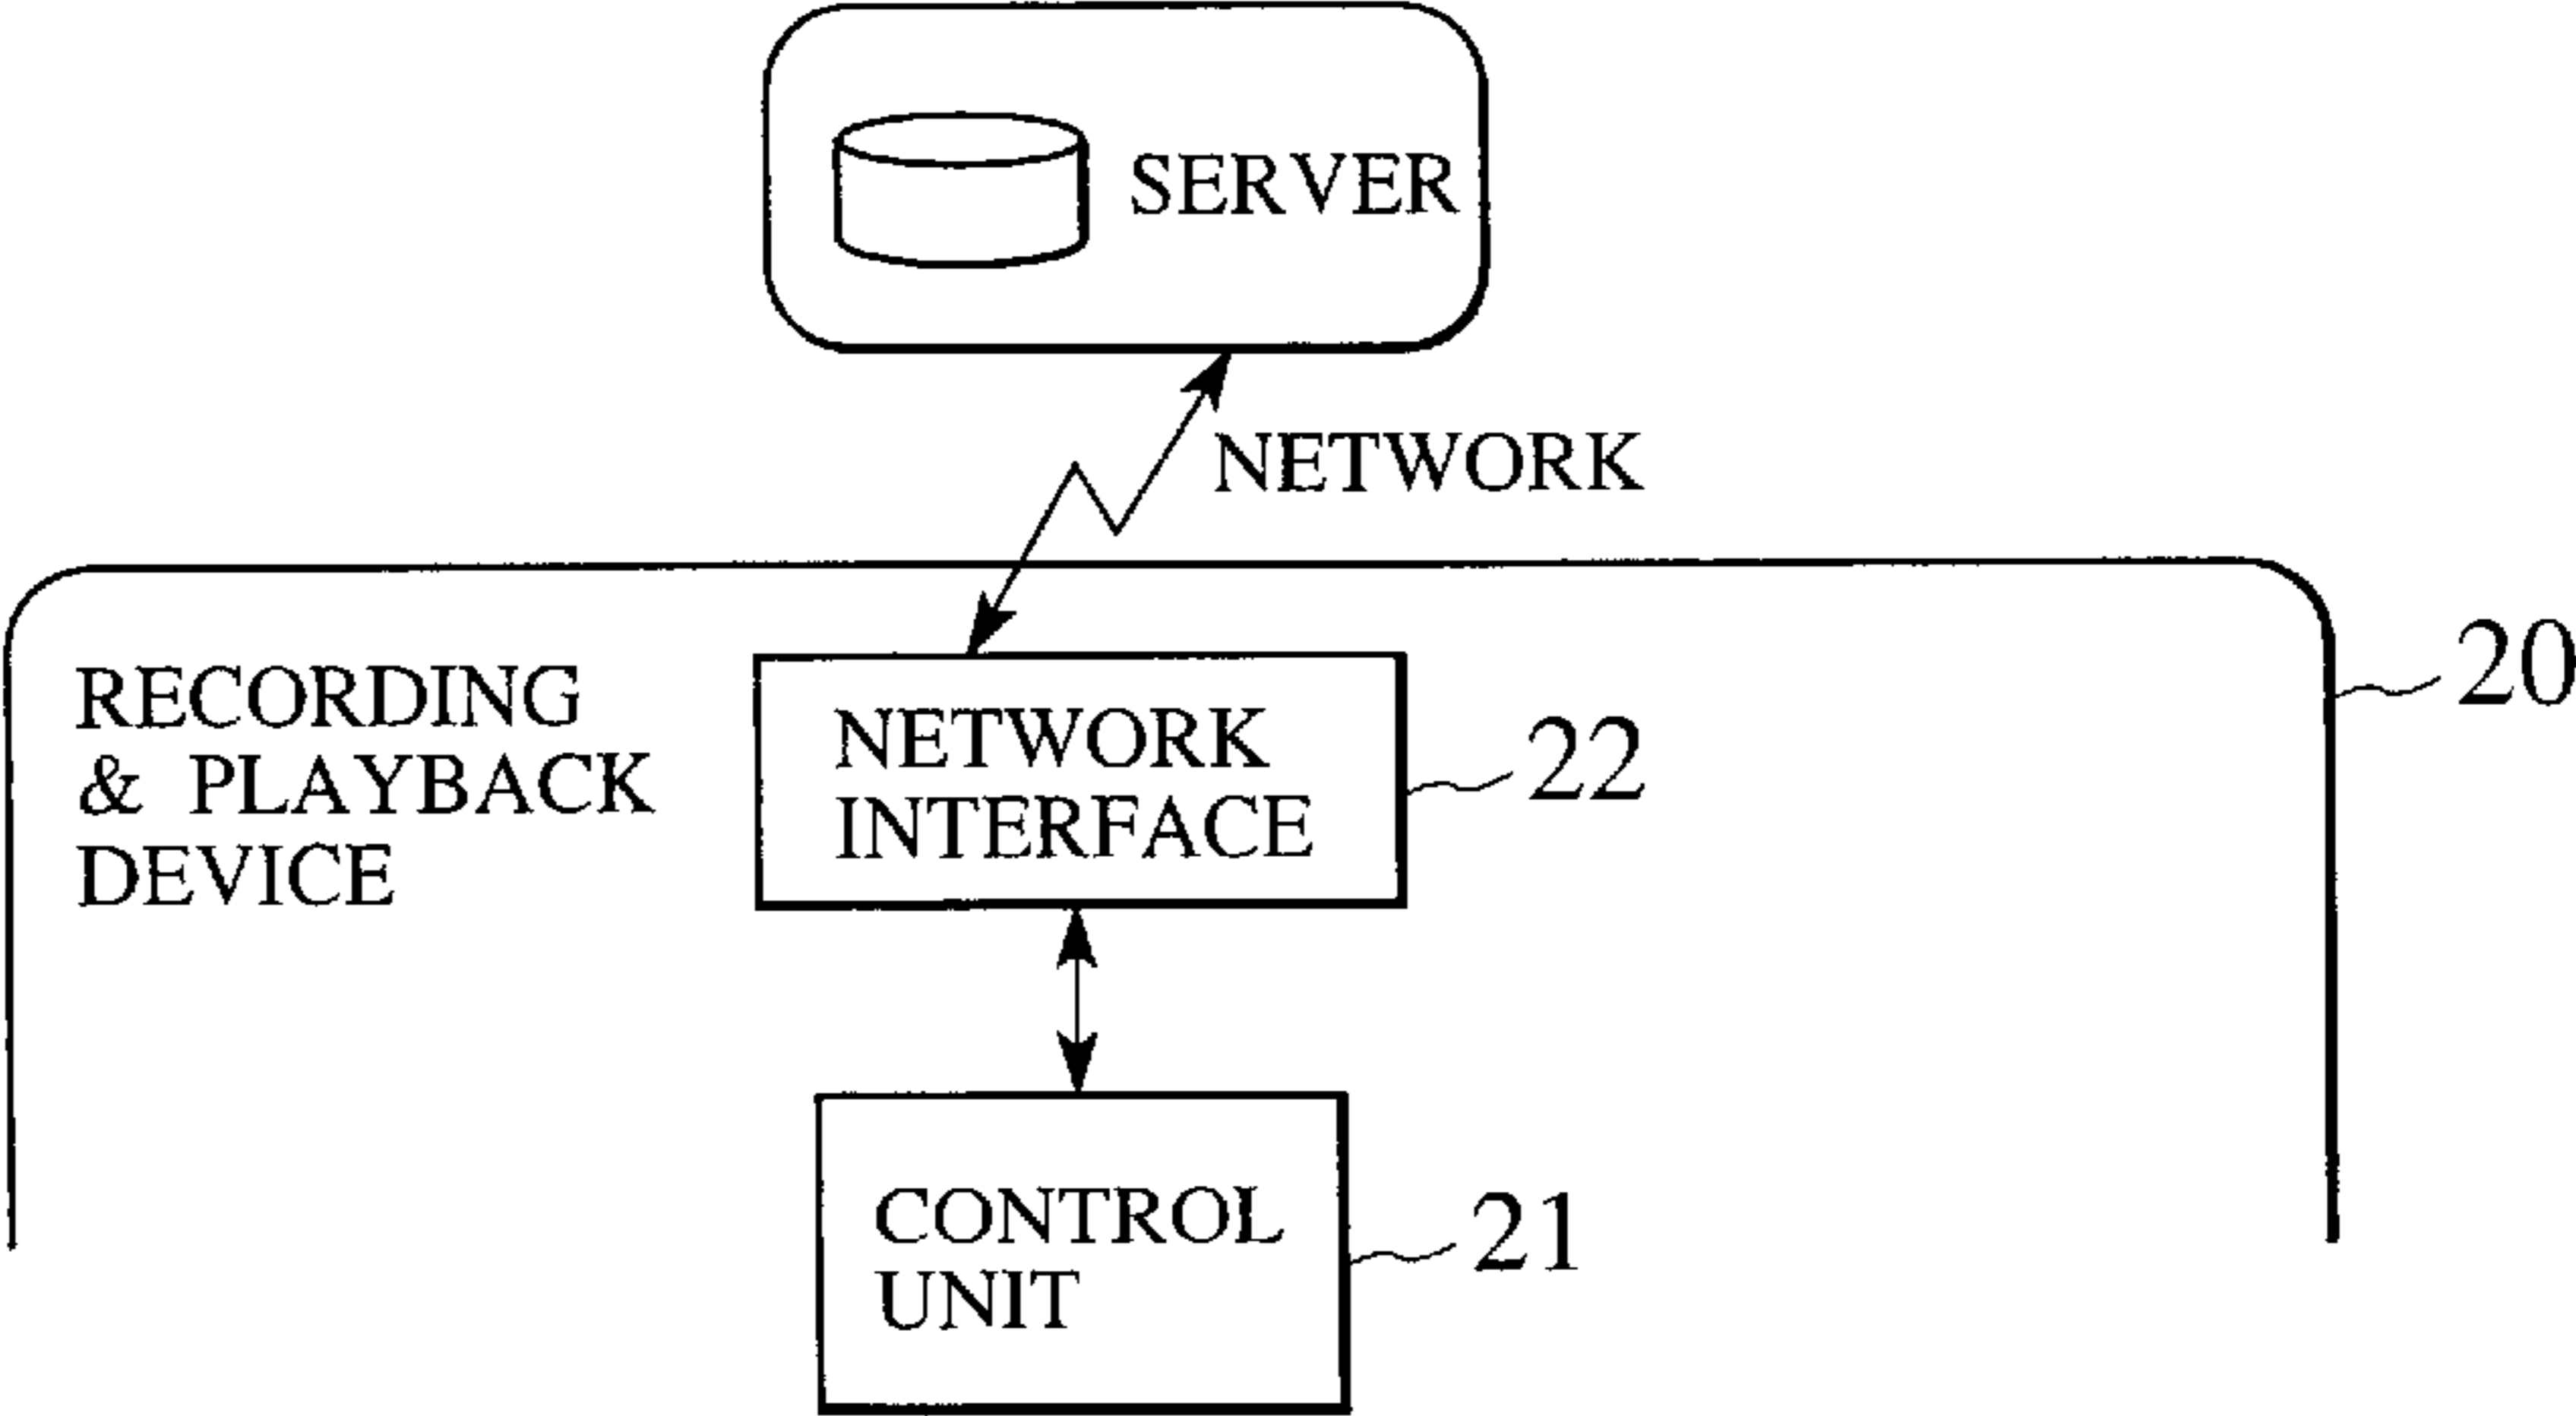 SERVER
NETWORK
RECORDING
& PLAYBACK
DEVICE
20
NETWORK
INTERFACE
22
CONTROL
UNIT
21